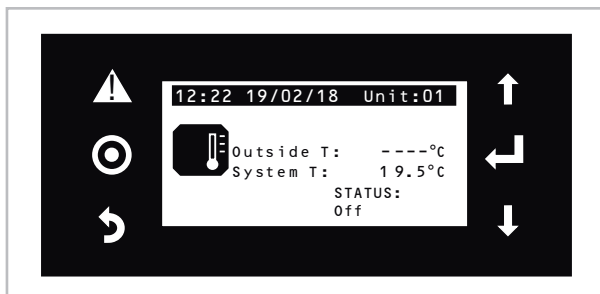 12:22 19/02/18 Unit:01
Outside T: ----°C
System T: 19.5°C
STATUS:
Off